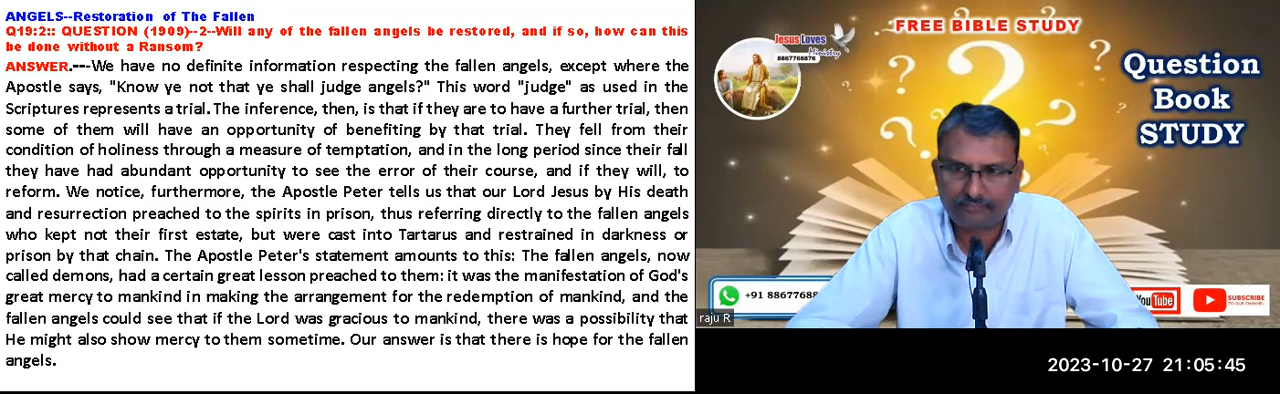 ANGELS--Restoration of The Fallen
Q19:2:: QUESTION (1909)--2--Will any of the fallen angels be restored, and if so, how can this
be done without a Ransom?
ANSWER.---We have no definite information respecting the fallen angels, except where the
Apostle says, "Know ye not that ye shall judge angels?" This word "judge" as used in the
Scriptures represents a trial. The inference, then, is that if they are to have a further trial, then
some of them will have an opportunity of benefiting by that trial. They fell from their
condition of holiness through a measure of temptation, and in the long period since their fall
they have had abundant opportunity to see the error of their course, and if they will, to
reform. We notice, furthermore, the Apostle Peter tells us that our Lord Jesus by His death
and resurrection preached to the spirits in prison, thus referring directly to the fallen angels
who kept not their first estate, but were cast into Tartarus and restrained in darkness or
prison by that chain. The Apostle Peter's statement amounts to this: The fallen angels, now
called demons, had a certain great lesson preached to them: it was the manifestation of God's
great mercy to mankind in making the arrangement for the redemption of mankind, and the
fallen angels could see that if the Lord was gracious to mankind, there was a possibility that
He might also show mercy to them sometime. Our answer is that there is hope for the fallen
angels.
FREE BIBLE STUDY
Jesus Loves
Ministry
8867768876
Question
Book
STUDY
+91 8867768
YouTube
SUBSCRIBE
TO OUR CHANNEL
raju R
2023-10-27 21:05:45